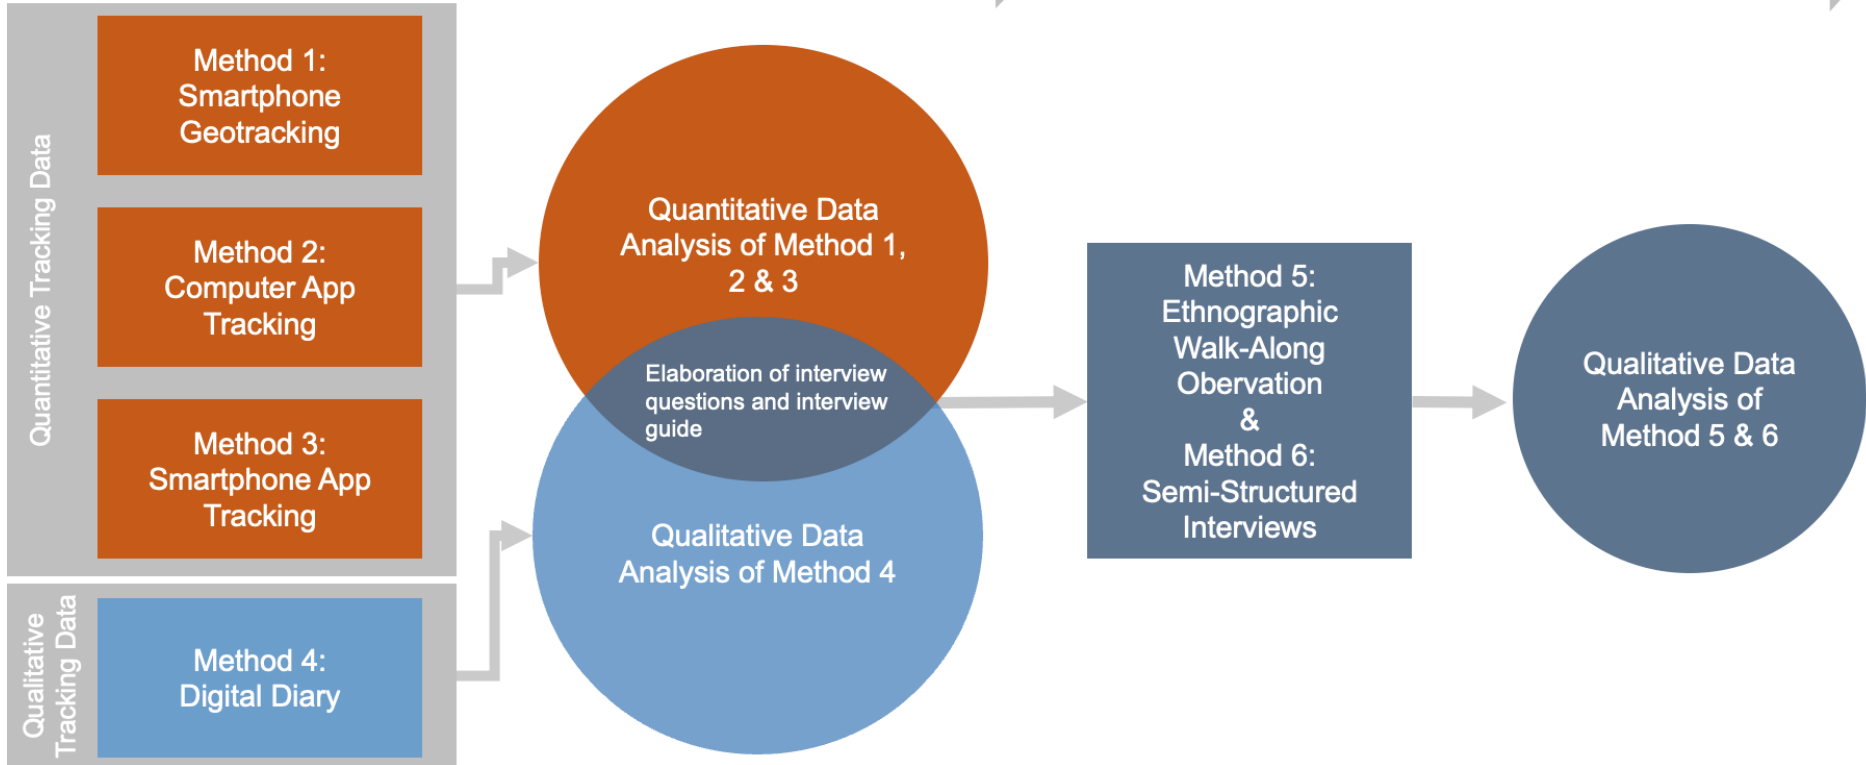 Quantitative Tracking Data
Method 1:
Smartphone
Geotracking
Method 2:
Computer App
Tracking
Method 3:
Smartphone App
Tracking
Qualitative
Tracking Data
Method 4:
Digital Diary
Quantitative Data
Analysis of Method 1,
2 & 3
Elaboration of interview
questions and interview
guide
Qualitative Data
Analysis of Method 4
Method 5:
Ethnographic
Walk-Along
Obervation
&
Method 6:
Semi-Structured
Interviews
Qualitative Data
Analysis of
Method 5 & 6